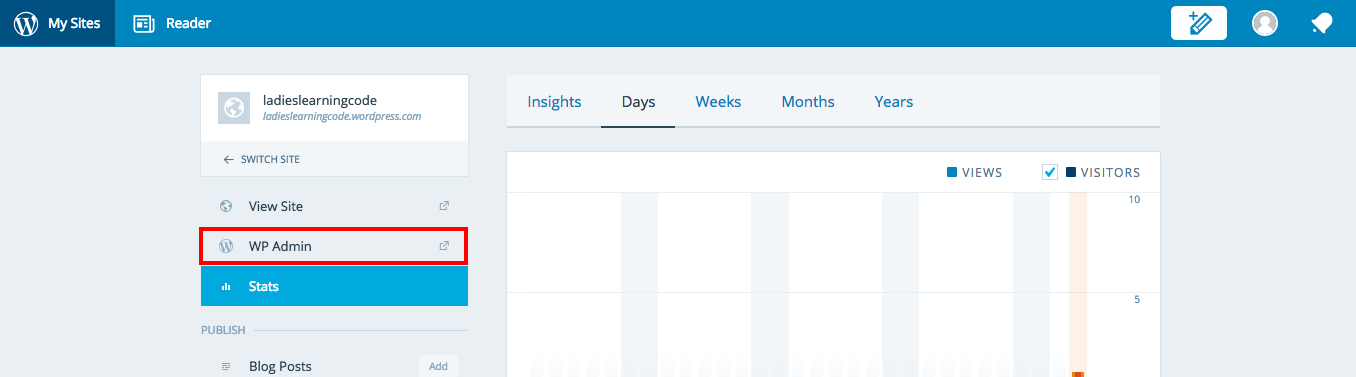 My Sites
Reader
ladieslearningcode
ladieslearningcode.wordpress.com
SWITCH SITE
View Site
WP Admin
Stats
PUBLISH
Blog Posts
Add
Insights
Days
Weeks
Months
Years
VIEWS
VISITORS
10
5